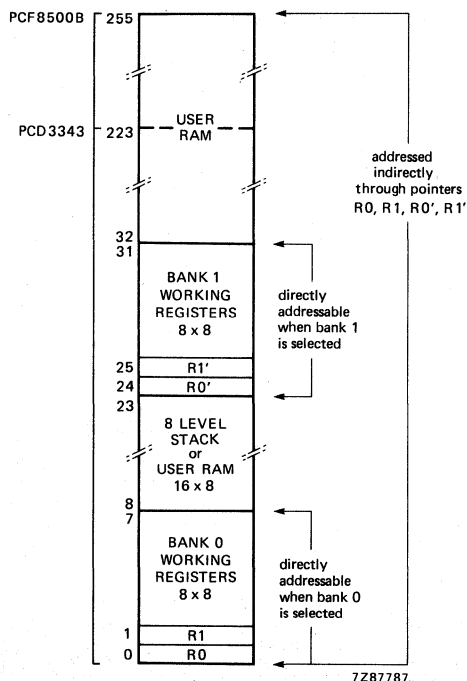 PCF8500B 255
PCD3343 223
USER
RAM
addressed
indirectly
through pointers
R0, R1, R0', R1'
32
31
BANK 1
WORKING
REGISTERS
8 x 8
directly
addressable
when bank 1
is selected
25 R1'
24 R0'
23
8 LEVEL
STACK
or
USER RAM
16 x 8
8
7
BANK 0
WORKING
REGISTERS
8 x 8
directly
addressable
when bank 0
is selected
1 R1
0 R0
7Z87787